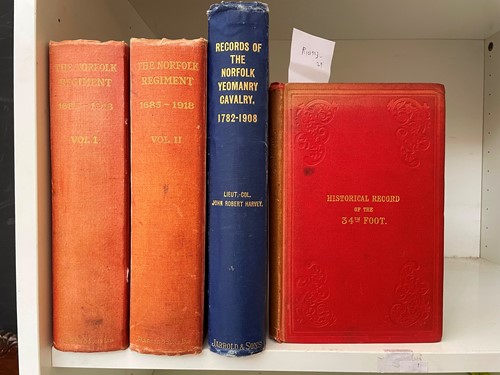 THE NORFOLK
REGIMENT
VOL I
THE NORFOLK
REGIMENT
1685-1918
VOL. II
RECORDS OF
THE
NORFOLK
YEOMANRY
CAVALRY.
1782-1908
LIEUT.-COL.
JOHN ROBERT HARVEY.
JARROLD & SONS
HISTORICAL RECORD
OF THE
34TH FOOT.